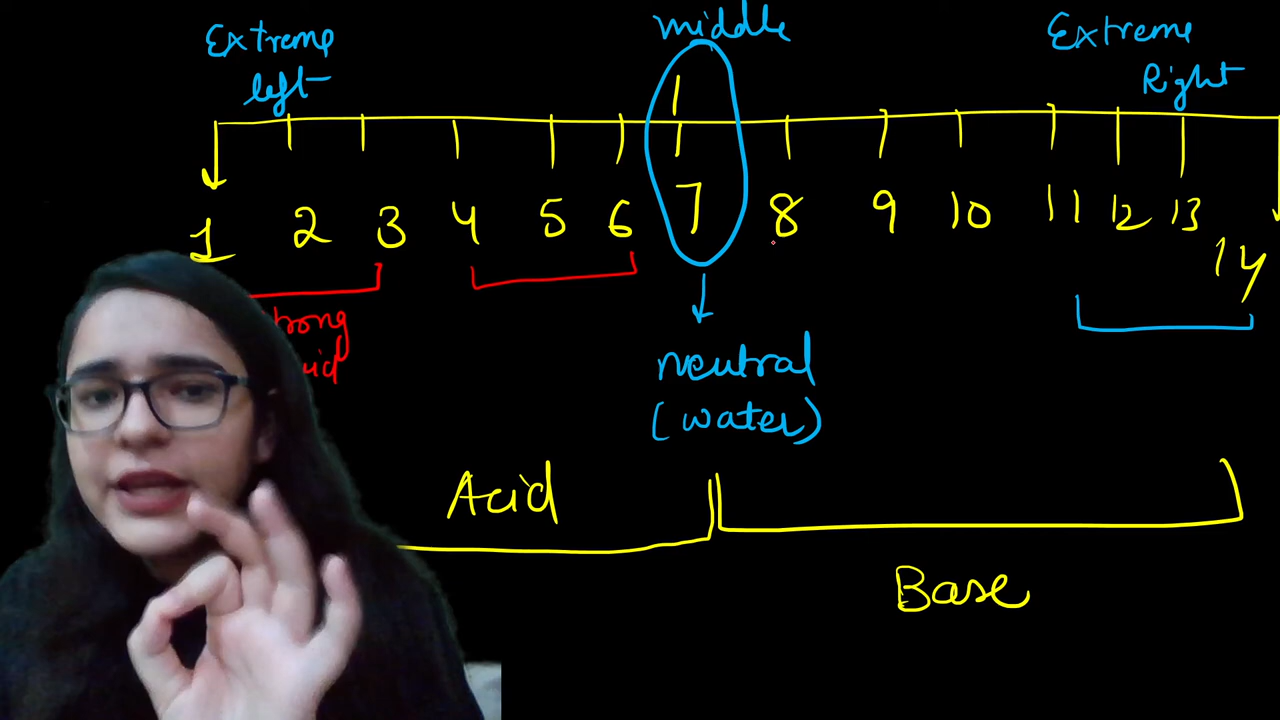 Extreme
left
middle
Extreme
Right
1 2 3 4 5 6 7 8 9 10 11 12 13
14
neutral
(water)
Acid
Base